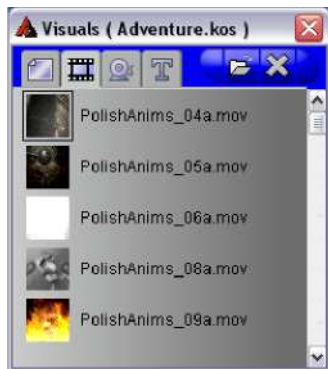 Visuals ( Adventure.kos )
T
PolishAnims_04a.mov
PolishAnims_05a.mov
PolishAnims_06a.mov
PolishAnims_08a.mov
PolishAnims_09a.mov